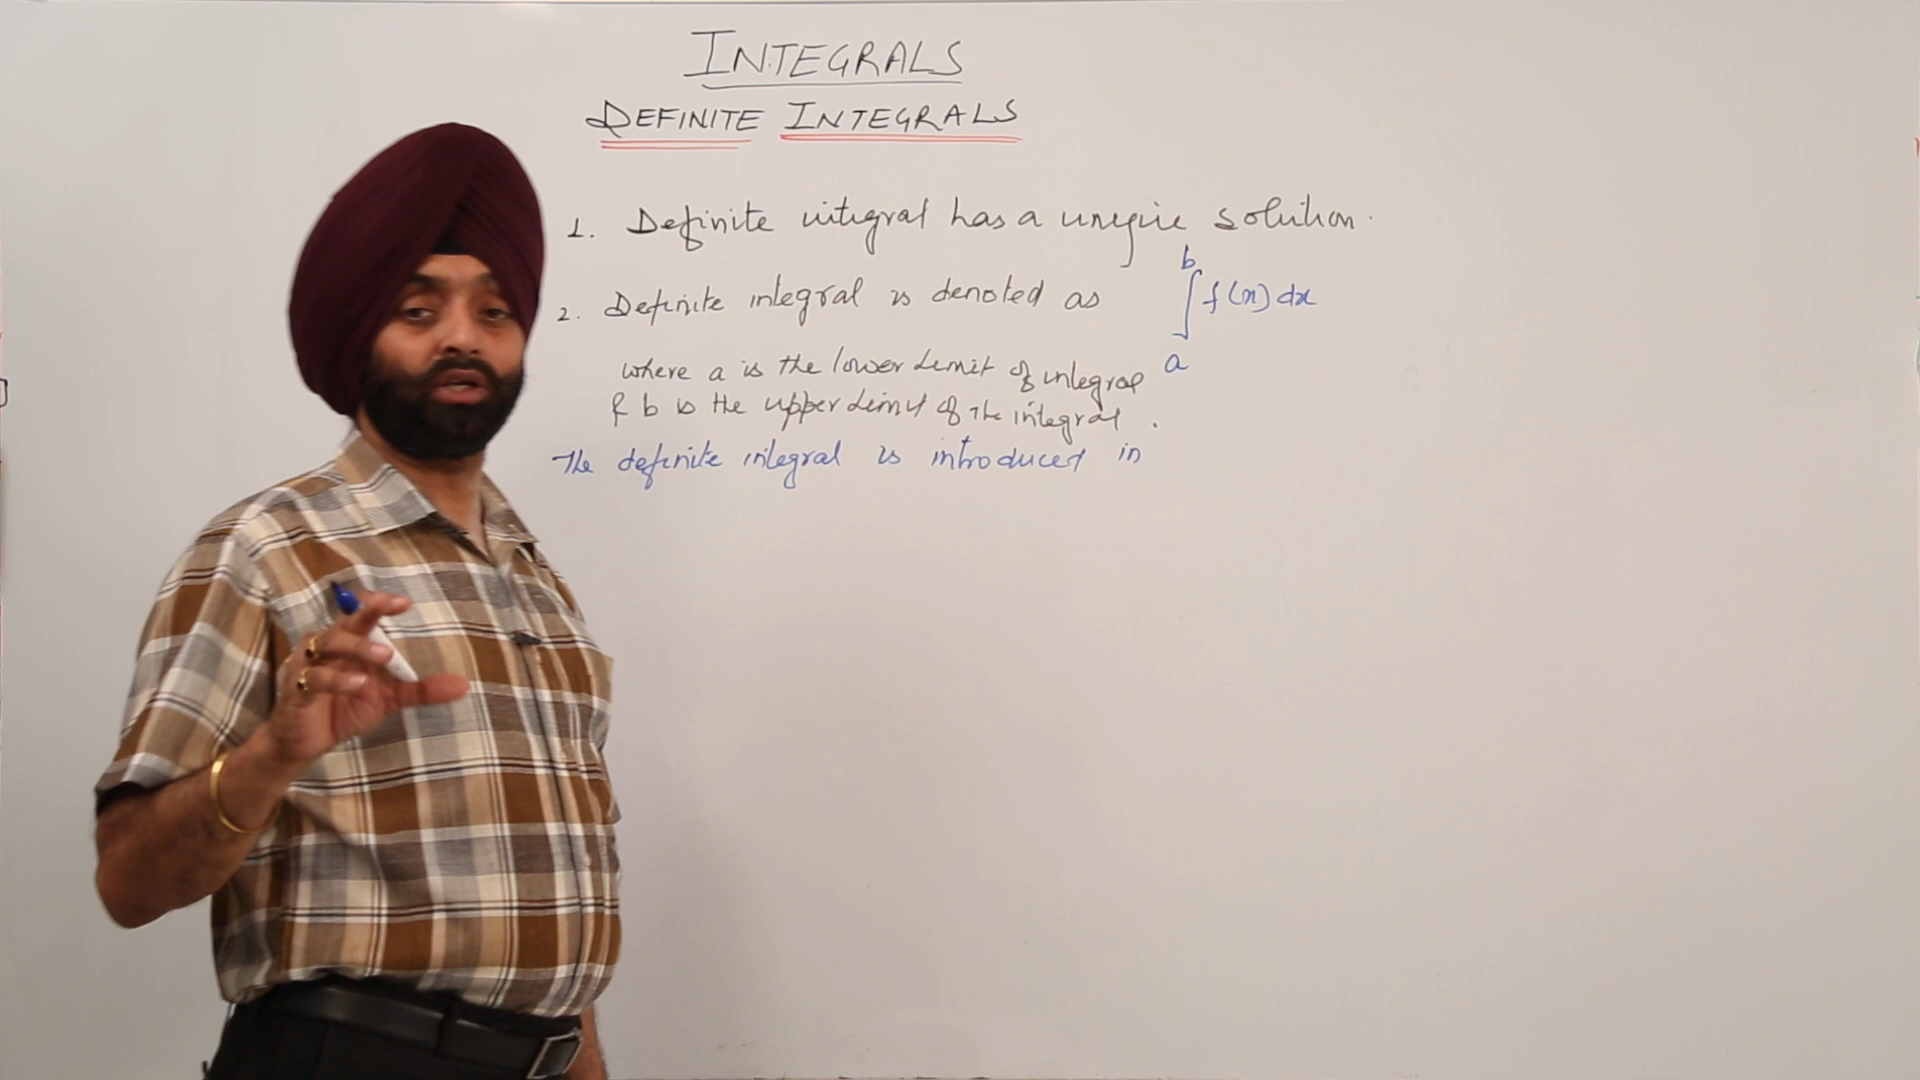 INTEGRALS
DEFINITE INTEGRALS
1. Definite integral has a unique solution.
2. Definite integral is denoted as ∫ₐᵇ f(x) dx
where a is the lower limit of integral
& b is the upper limit of the integral.
The definite integral is introduced in